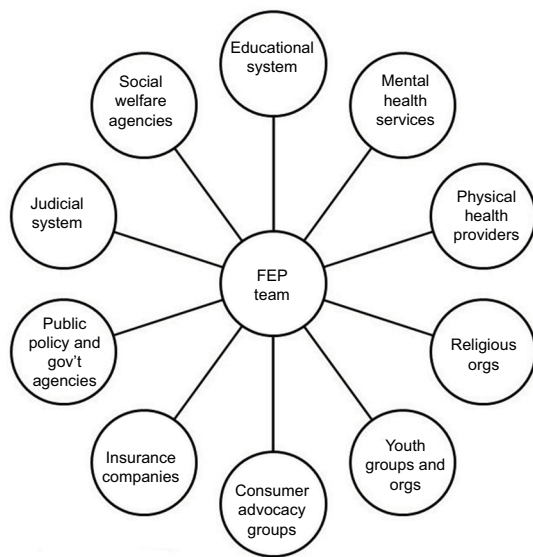 Educational
system
Mental
health
services
Physical
health
providers
Religious
orgs
Youth
groups and
orgs
Consumer
advocacy
groups
Insurance
companies
Public
policy and
gov't
agencies
Judicial
system
Social
welfare
agencies
FEP
team